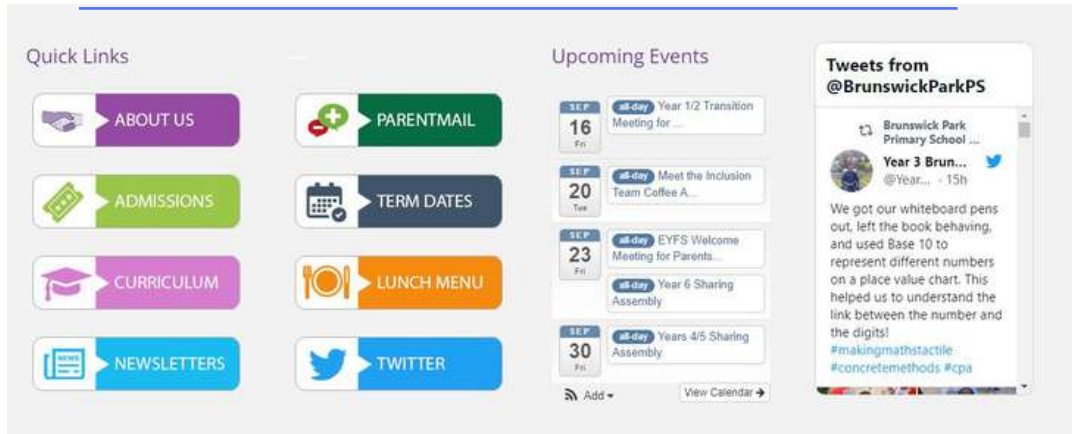 Quick Links
ABOUT US
PARENTMAIL
ADMISSIONS
TERM DATES
CURRICULUM
LUNCH MENU
NEWS
NEWSLETTERS
TWITTER
Upcoming Events
SEP
16
Fri
all-day Year 1/2 Transition
Meeting for ...
SEP
20
Tue
all-day Meet the Inclusion
Team Coffee A...
SEP
23
Fri
all-day EYFS Welcome
Meeting for Parents...
all-day Year 6 Sharing
Assembly
SEP
30
Fri
all-day Years 4/5 Sharing
Assembly
Add
View Calendar
Tweets from
@BrunswickParkPS
Brunswick Park
Primary School ...
Year 3 Brun...
@Year... · 15h
We got our whiteboard pens
out, left the book behaving,
and used Base 10 to
represent different numbers
on a place value chart. This
helped us to understand the
link between the number and
the digits!
#makingmathstactile
#concretemethods #cpa